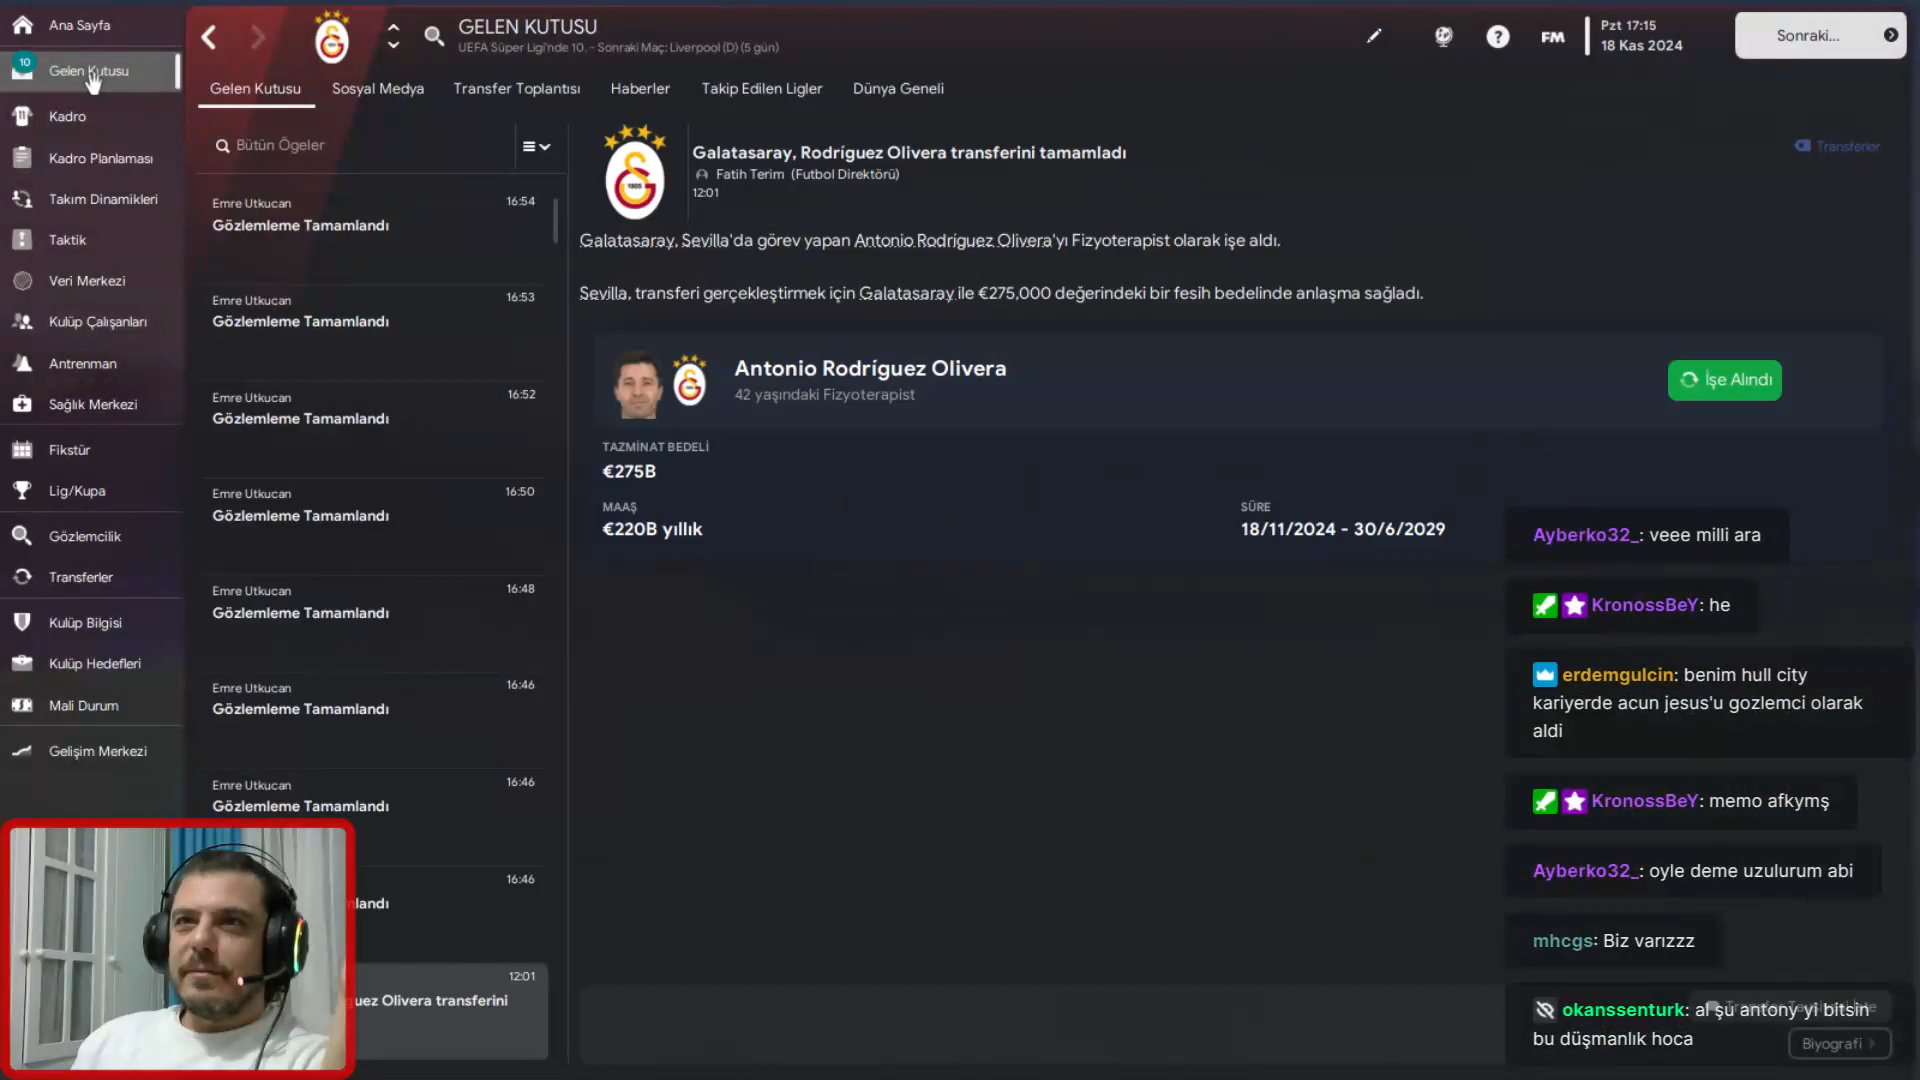 Ana Sayfa
10
Gelen Kutusu
Kadro
Kadro Planlaması
Takım Dinamikleri
Taktik
Veri Merkezi
Kulüp Çalışanları
Antrenman
Sağlık Merkezi
Fikstür
Lig/Kupa
Gözlemcilik
Transferler
Kulüp Bilgisi
Kulüp Hedefleri
Mali Durum
Gelişim Merkezi
GELEN KUTUSU
UEFA Süper Ligi'nde 10. - Sonraki Maç: Liverpool (D) (5 gün)
FM
Pzt 17:15
18 Kas 2024
Sonraki...
Gelen Kutusu
Sosyal Medya
Transfer Toplantısı
Haberler
Takip Edilen Ligler
Dünya Geneli
Bütün Ögeler
Emre Utkucan 16:54
Gözlemleme Tamamlandı
Emre Utkucan 16:53
Gözlemleme Tamamlandı
Emre Utkucan 16:52
Gözlemleme Tamamlandı
Emre Utkucan 16:50
Gözlemleme Tamamlandı
Emre Utkucan 16:48
Gözlemleme Tamamlandı
Emre Utkucan 16:46
Gözlemleme Tamamlandı
Emre Utkucan 16:46
Gözlemleme Tamamlandı
16:46
landı
12:01
uez Olivera transferini
Galatasaray, Rodríguez Olivera transferini tamamladı
Fatih Terim (Futbol Direktörü)
12:01
Transferler
Galatasaray, Sevilla'da görev yapan Antonio Rodríguez Olivera'yı Fizyoterapist olarak işe aldı.
Sevilla, transferi gerçekleştirmek için Galatasaray ile €275,000 değerindeki bir fesih bedelinde anlaşma sağladı.
Antonio Rodríguez Olivera
42 yaşındaki Fizyoterapist
İşe Alındı
TAZMİNAT BEDELİ
€275B
MAAŞ
€220B yıllık
SÜRE
18/11/2024 - 30/6/2029
Ayberko32_: veee milli ara
KronossBeY: he
erdemgulcin: benim hull city
kariyerde acun jesus'u gozlemci olarak
aldi
KronossBeY: memo afkymş
Ayberko32_: oyle deme uzulurum abi
mhcgs: Biz varızzz
okanssenturk: al şu antony yi bitsin
bu düşmanlık hoca
Biyografi